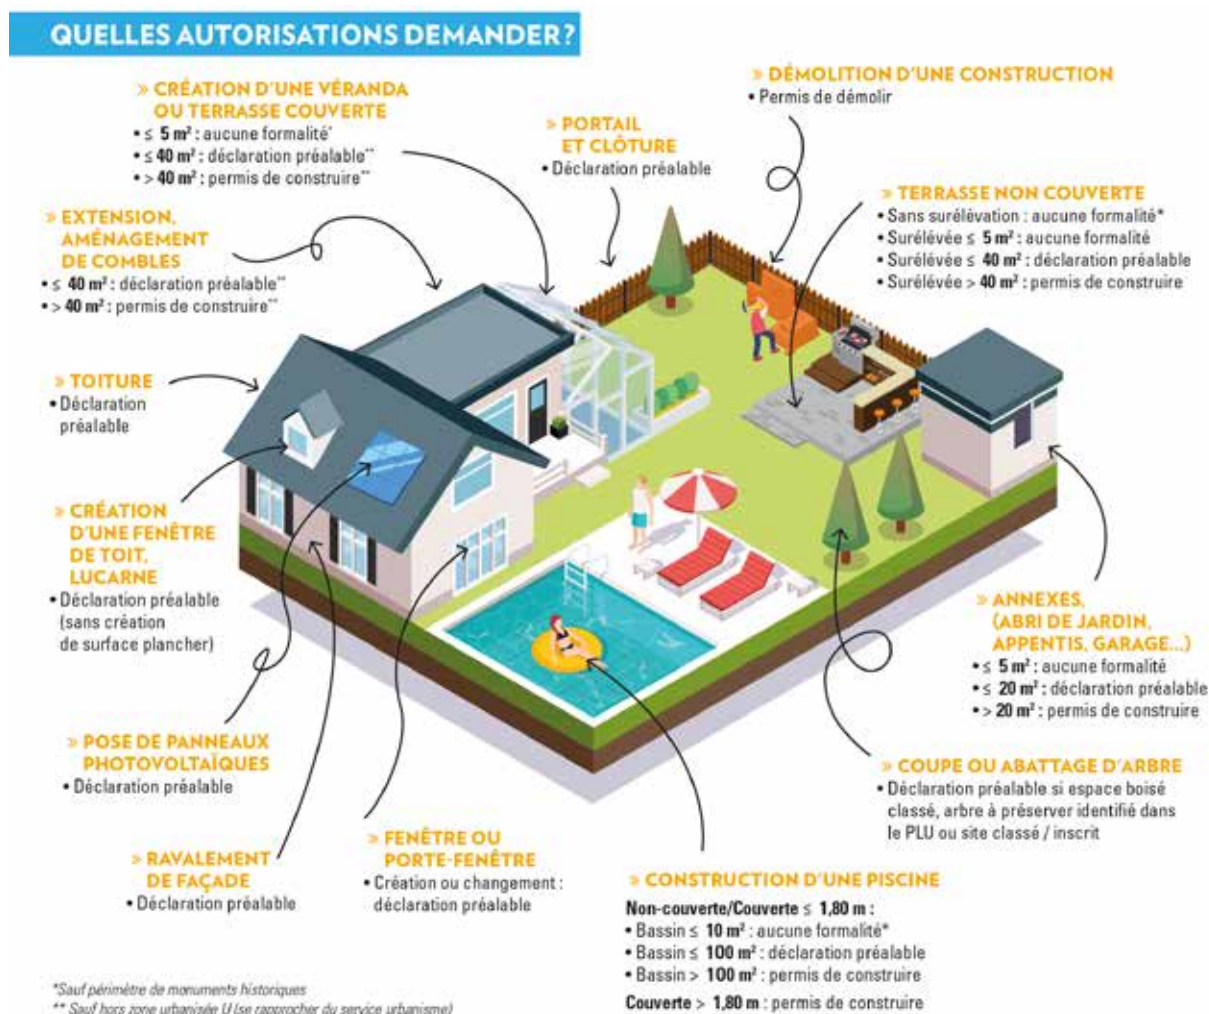 QUELLES AUTORISATIONS DEMANDER?
» CRÉATION D'UNE VÉRANDA
OU TERRASSE COUVERTE
• ≤ 5 m² : aucune formalité*
• ≤ 40 m² : déclaration préalable**
• > 40 m² : permis de construire**
» EXTENSION,
AMÉNAGEMENT
DE COMBLES
• ≤ 40 m² : déclaration préalable**
• > 40 m² : permis de construire**
» TOITURE
• Déclaration
préalable
» CRÉATION
D'UNE FENÊTRE
DE TOIT,
LUCARNE
• Déclaration préalable
(sans création
de surface plancher)
» POSE DE PANNEAUX
PHOTOVOLTAÏQUES
• Déclaration préalable
» RAVALEMENT
DE FAÇADE
• Déclaration préalable
» FENÊTRE OU
PORTE-FENÊTRE
• Création ou changement :
déclaration préalable
» PORTAIL
ET CLÔTURE
• Déclaration préalable
» DÉMOLITION D'UNE CONSTRUCTION
• Permis de démolir
» TERRASSE NON COUVERTE
• Sans surélévation : aucune formalité*
• Surélévée ≤ 5 m² : aucune formalité
• Surélévée ≤ 40 m² : déclaration préalable
• Surélévée > 40 m² : permis de construire
» ANNEXES,
(ABRI DE JARDIN,
APPENTIS, GARAGE...)
• ≤ 5 m² : aucune formalité
• ≤ 20 m² : déclaration préalable
• > 20 m² : permis de construire
» COUPE OU ABATTAGE D'ARBRE
• Déclaration préalable si espace boisé
classé, arbre à préserver identifié dans
le PLU ou site classé / inscrit
» CONSTRUCTION D'UNE PISCINE
Non-couverte/Couverte ≤ 1,80 m :
• Bassin ≤ 10 m² : aucune formalité*
• Bassin ≤ 100 m² : déclaration préalable
• Bassin > 100 m² : permis de construire
Couverte > 1,80 m : permis de construire
*Sauf périmètre de monuments historiques
** Sauf hors zone urbanisée U (se rapprocher du service urbanisme)